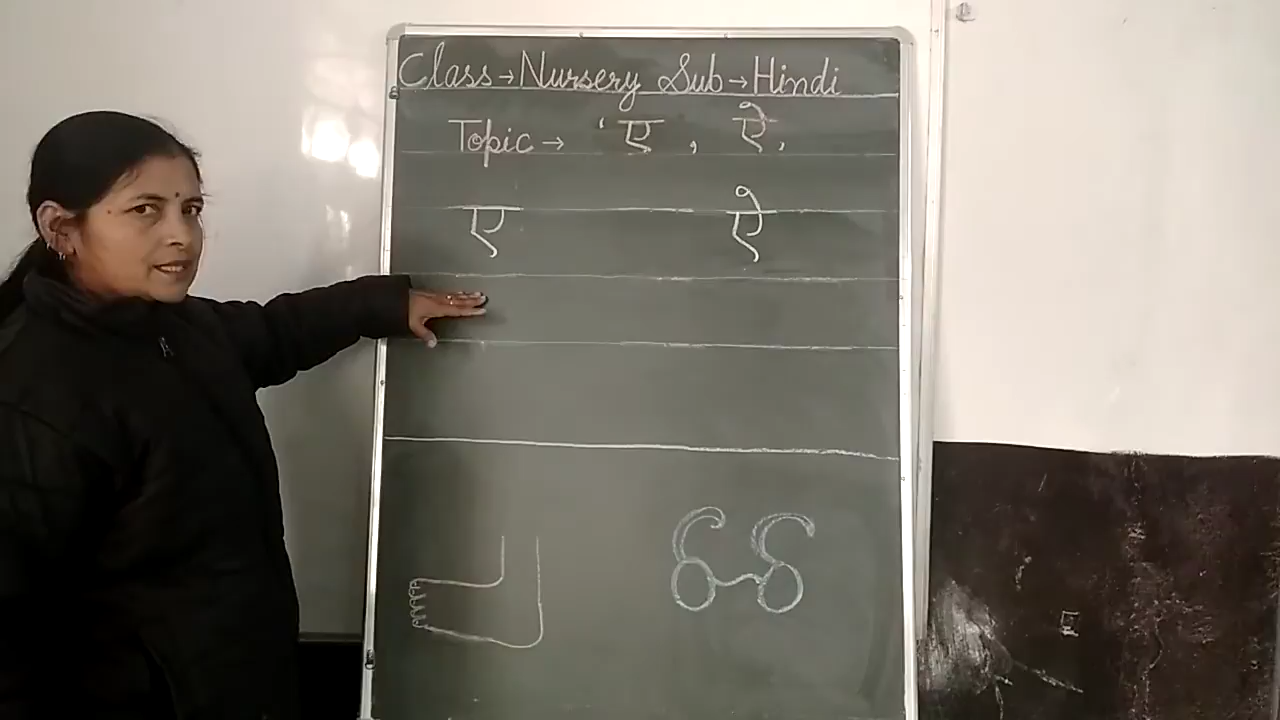 Class → Nursery Sub → Hindi
Topic → ' ए , ऐ .
ए ऐ